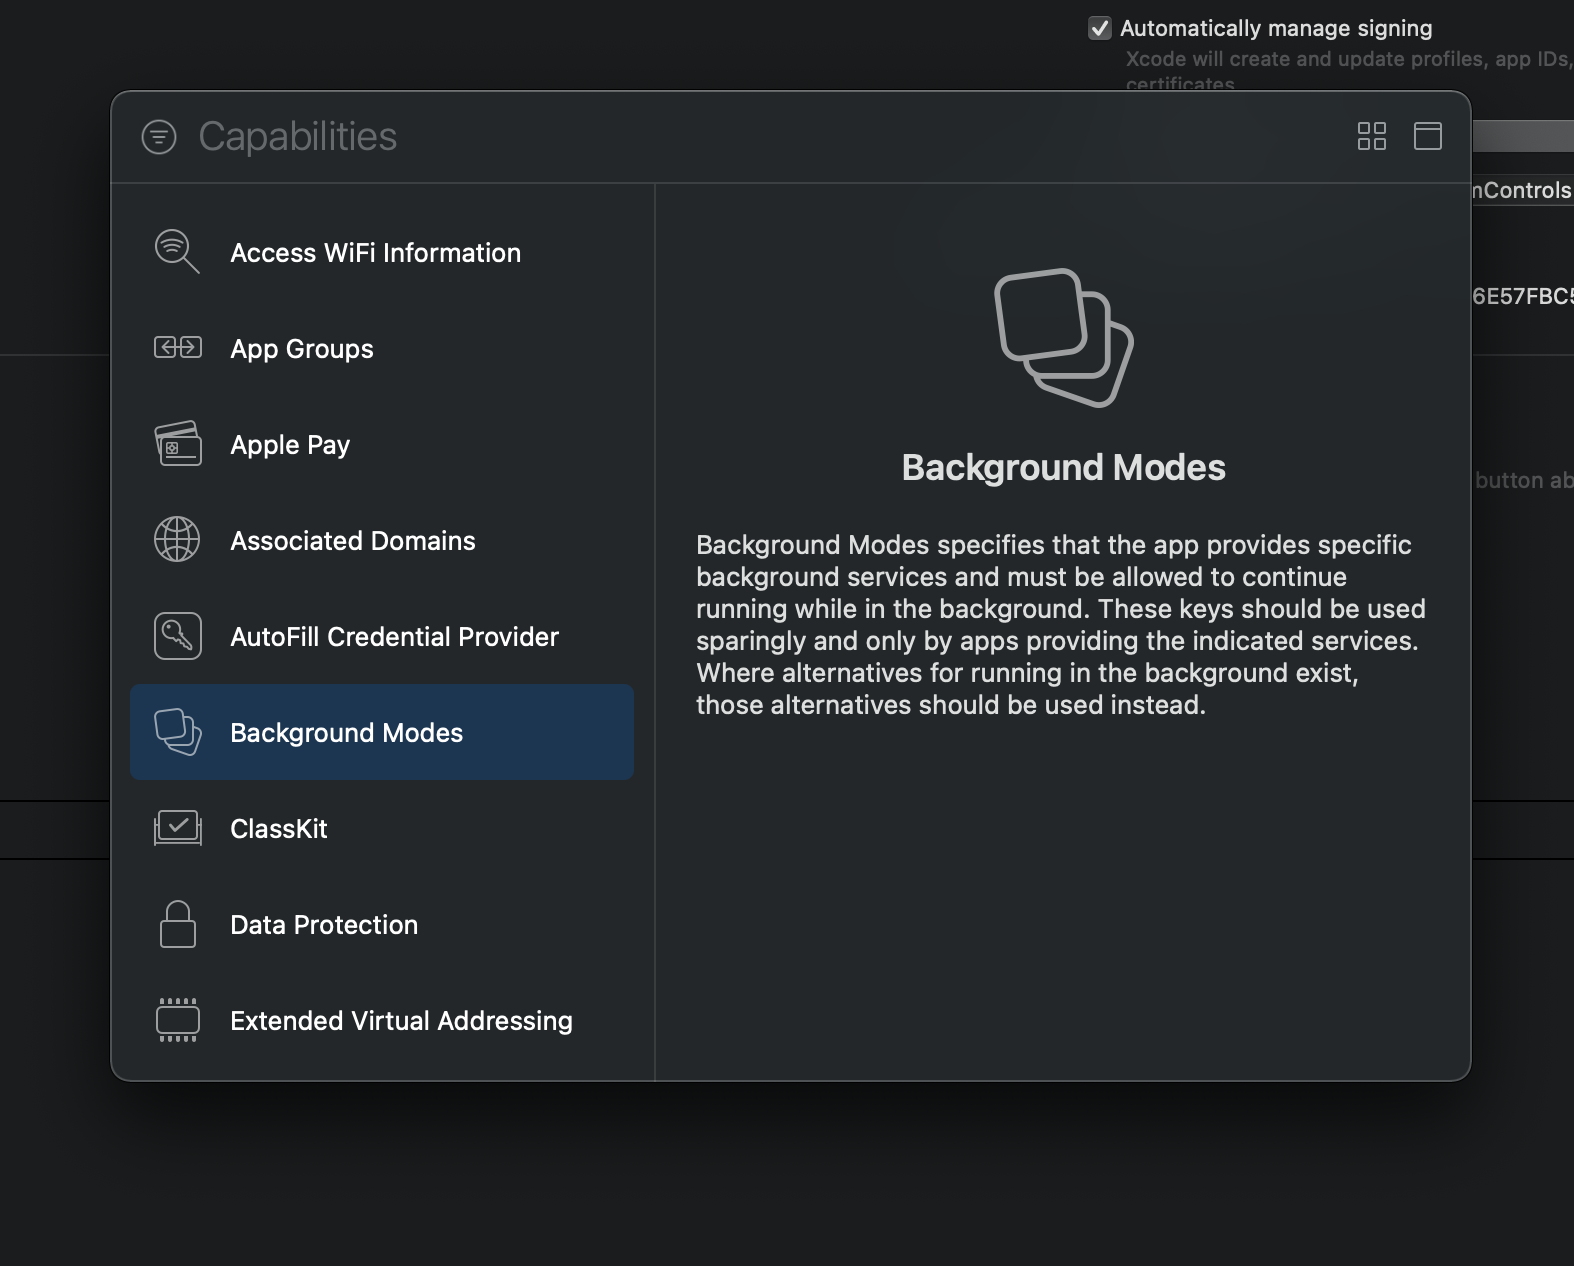 Automatically manage signing
Xcode will create and update profiles, app IDs,
certificates
Capabilities
Access WiFi Information
App Groups
Apple Pay
Associated Domains
AutoFill Credential Provider
Background Modes
ClassKit
Data Protection
Extended Virtual Addressing
Background Modes
Background Modes specifies that the app provides specific
background services and must be allowed to continue
running while in the background. These keys should be used
sparingly and only by apps providing the indicated services.
Where alternatives for running in the background exist,
those alternatives should be used instead.
mControls
6E57FBC5
button ab